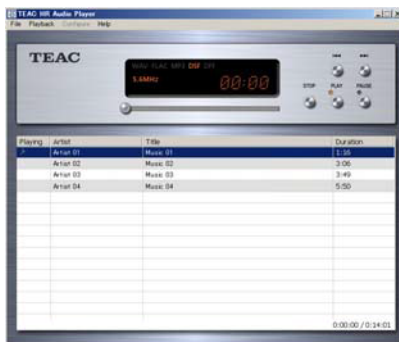 TEAC HR Audio Player
File Playback Configure Help
TEAC
WAV FLAC MP3 DSF DFF
5.6MHz
00:00
STOP PLAY PAUSE
Playing Artist Title Duration
Artist 01 Music 01 1:16
Artist 02 Music 02 3:06
Artist 03 Music 03 3:49
Artist 04 Music 04 5:50
0:00:00 / 0:14:01